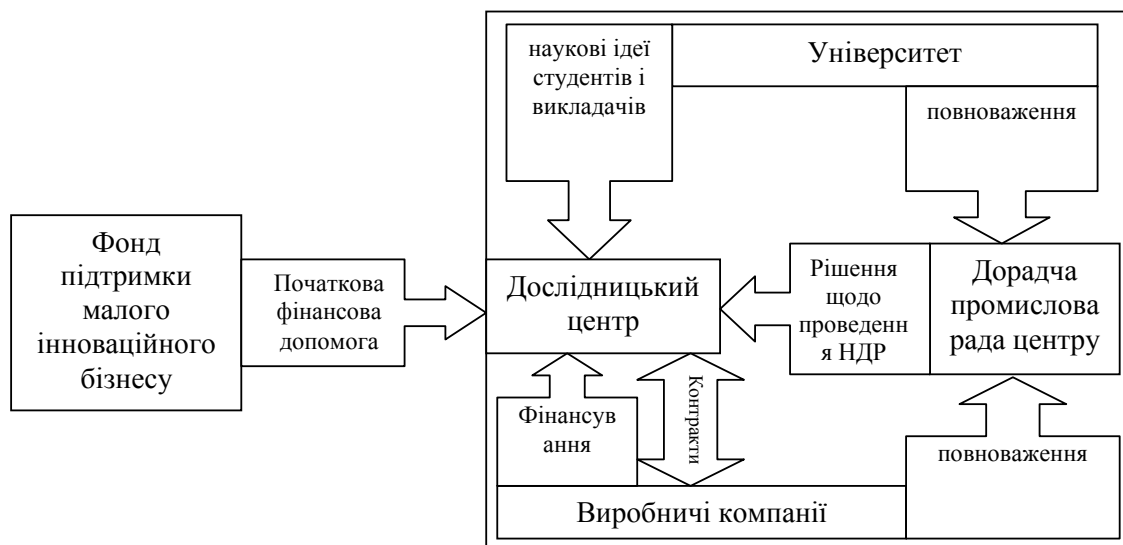 наукові ідеї
студентів і
викладачів
Університет
повноваження
Фонд
підтримки
малого
інноваційного
бізнесу
Початкова
фінансова
допомога
Дослідницький
центр
Рішення
щодо
проведенн
я НДР
Дорадча
промислова
рада центру
Фінансув
ання
Контракти
повноваження
Виробничі компанії